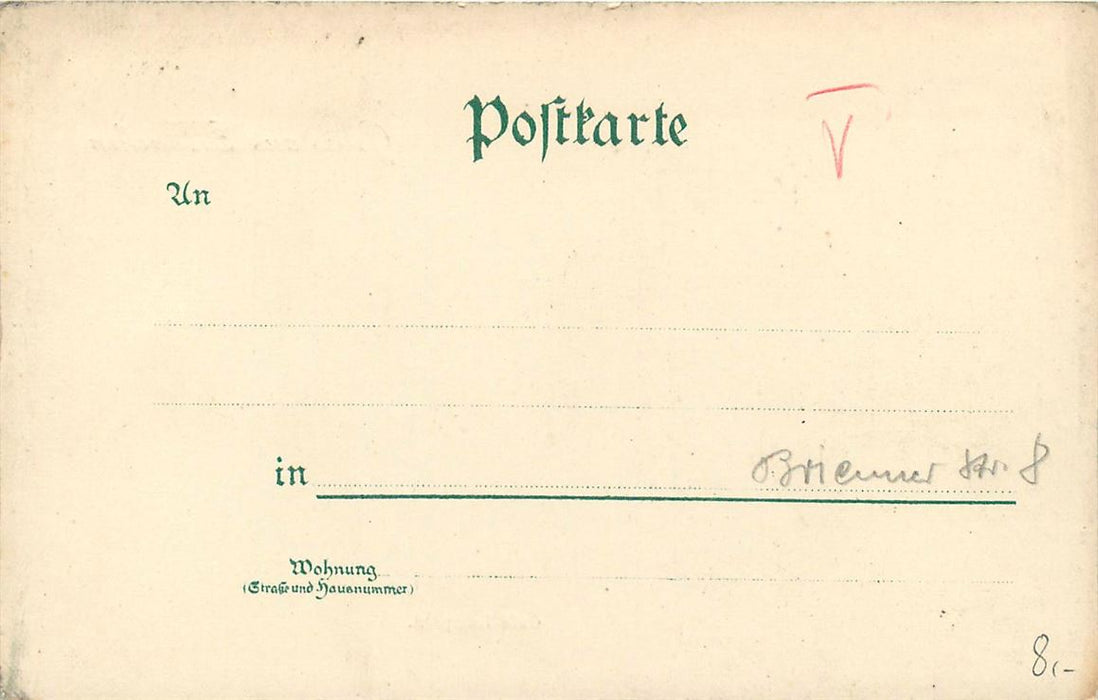 Postkarte
V
An
in Brienner Str. 8
Wohnung
(Straße und Hausnummer)
8,-